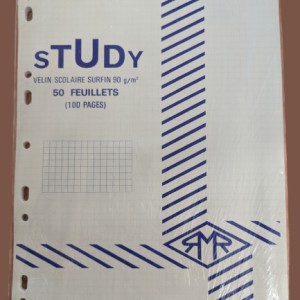 STUDY
VELIN SCOLAIRE SURFIN 90 g/m²
50 FEUILLETS
(100 PAGES)
RMR